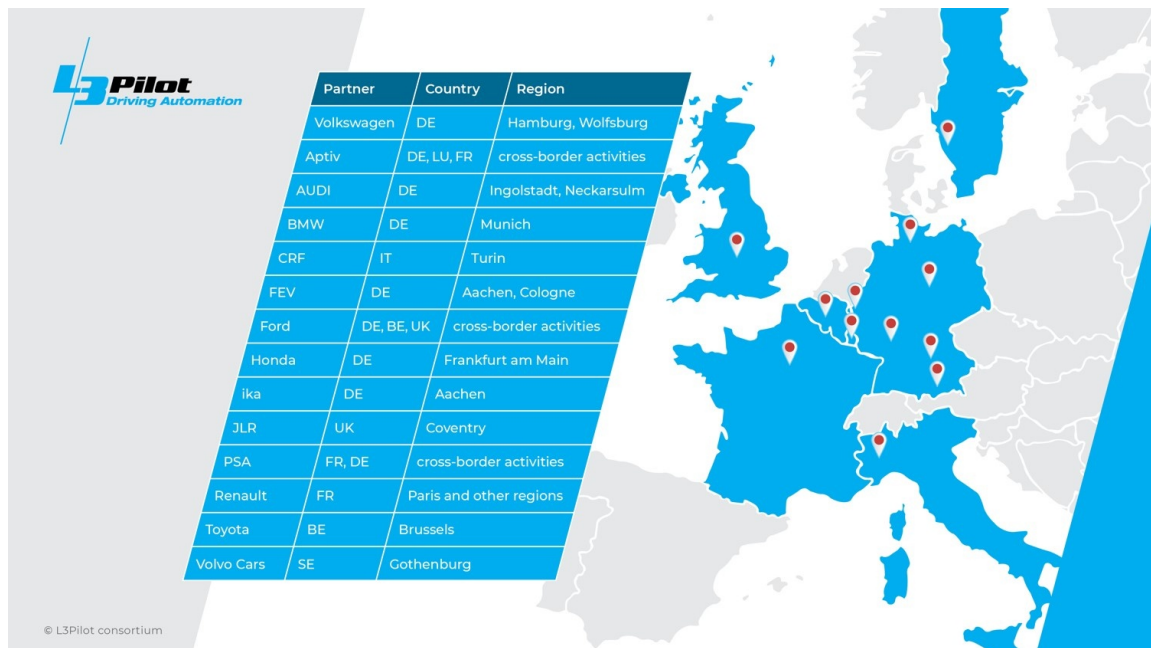 L3Pilot
Driving Automation
Partner Country Region
Volkswagen DE Hamburg, Wolfsburg
Aptiv DE, LU, FR cross-border activities
AUDI DE Ingolstadt, Neckarsulm
BMW DE Munich
CRF IT Turin
FEV DE Aachen, Cologne
Ford DE, BE, UK cross-border activities
Honda DE Frankfurt am Main
ika DE Aachen
JLR UK Coventry
PSA FR, DE cross-border activities
Renault FR Paris and other regions
Toyota BE Brussels
Volvo Cars SE Gothenburg
© L3Pilot consortium